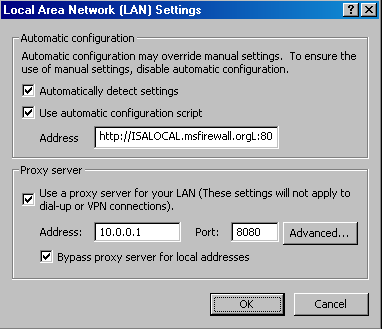 Local Area Network (LAN) Settings
Automatic configuration
Automatic configuration may override manual settings. To ensure the
use of manual settings, disable automatic configuration.
Automatically detect settings
Use automatic configuration script
Address http://ISALOCAL.msfirewall.orgL:80
Proxy server
Use a proxy server for your LAN (These settings will not apply to
dial-up or VPN connections).
Address: 10.0.0.1 Port: 8080 Advanced...
Bypass proxy server for local addresses
OK Cancel